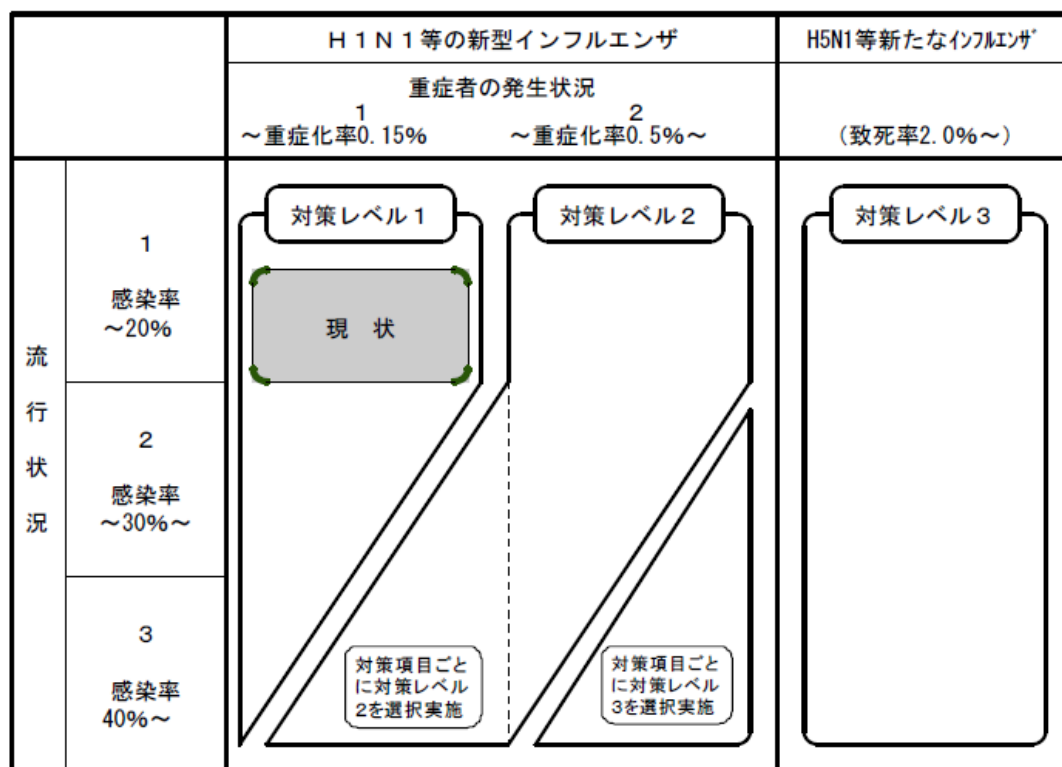 H1N1等の新型インフルエンザ
H5N1等新たなインフルエンザ
重症者の発生状況
1
2
～重症化率0.15%
～重症化率0.5%～
（致死率2.0%～）
対策レベル1
対策レベル2
対策レベル3
流行状況
1
感染率
～20%
現 状
2
感染率
～30%～
3
感染率
40%～
対策項目ごと
に対策レベル
2を選択実施
対策項目ごと
に対策レベル
3を選択実施